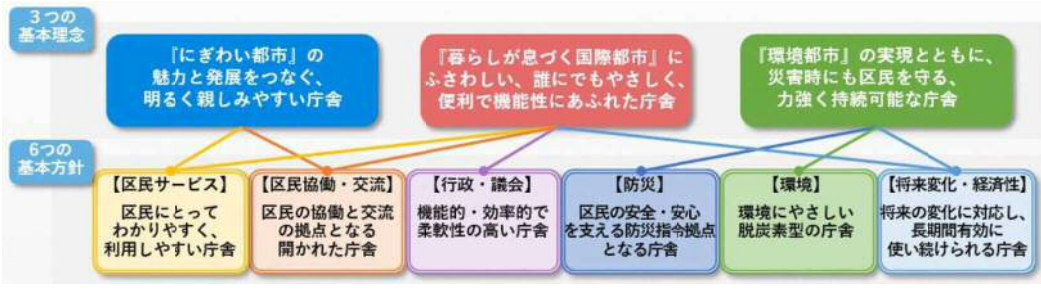 3つの
基本理念
『にぎわい都市』の
魅力と発展をつなぐ、
明るく親しみやすい庁舎
『暮らしが息づく国際都市』に
ふさわしい、誰にでもやさしく、
便利で機能性にあふれた庁舎
『環境都市』の実現とともに、
災害時にも区民を守る、
力強く持続可能な庁舎
6つの
基本方針
【区民サービス】
区民にとって
わかりやすく、
利用しやすい庁舎
【区民協働・交流】
区民の協働と交流
の拠点となる
開かれた庁舎
【行政・議会】
機能的・効率的で
柔軟性の高い庁舎
【防災】
区民の安全・安心
を支える防災指令拠点
となる庁舎
【環境】
環境にやさしい
脱炭素型の庁舎
【将来変化・経済性】
将来の変化に対応し、
長期間有効に
使い続けられる庁舎